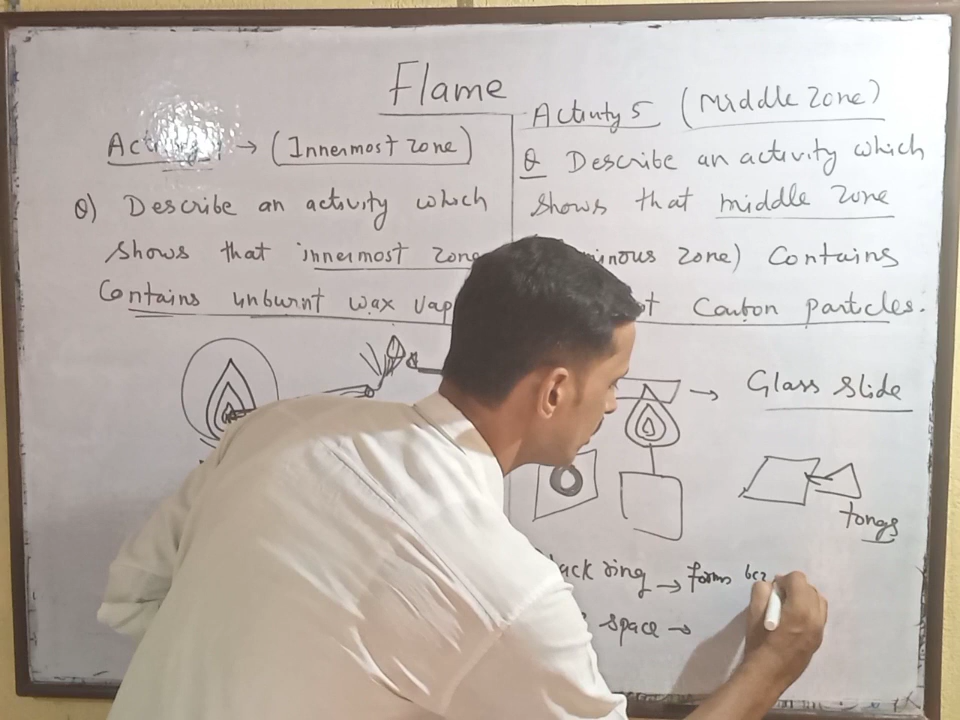 Flame
→ (Innermost zone)
Q) Describe an activity which
shows that innermost zone
Contains unburnt wax
Activity 5 (Middle Zone)
Q Describe an activity which
shows that middle zone
zone) Contains
Carbon particles.
→ Glass slide
tongs
ring → forms bcz
space →